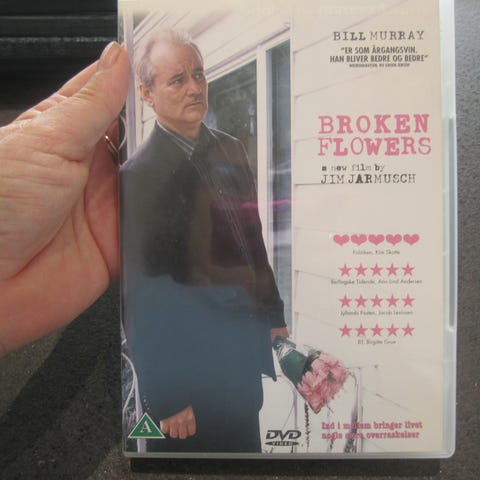 BILL MURRAY
"ER SOM ÅRGANGSVIN.
HAN BLIVER BEDRE OG BEDRE"
BROKEN
FLOWERS
a new film by
JIM JARMUSCH
Politiken, Kim Skotte
Berlingske Tidende, Ann Lind Andersen
Jyllands Posten, Jacob Levinsen
BT, Birgitte Grue
A
DVD
VIDEO
Ind i mellem bringer livet
nogle overraskelser